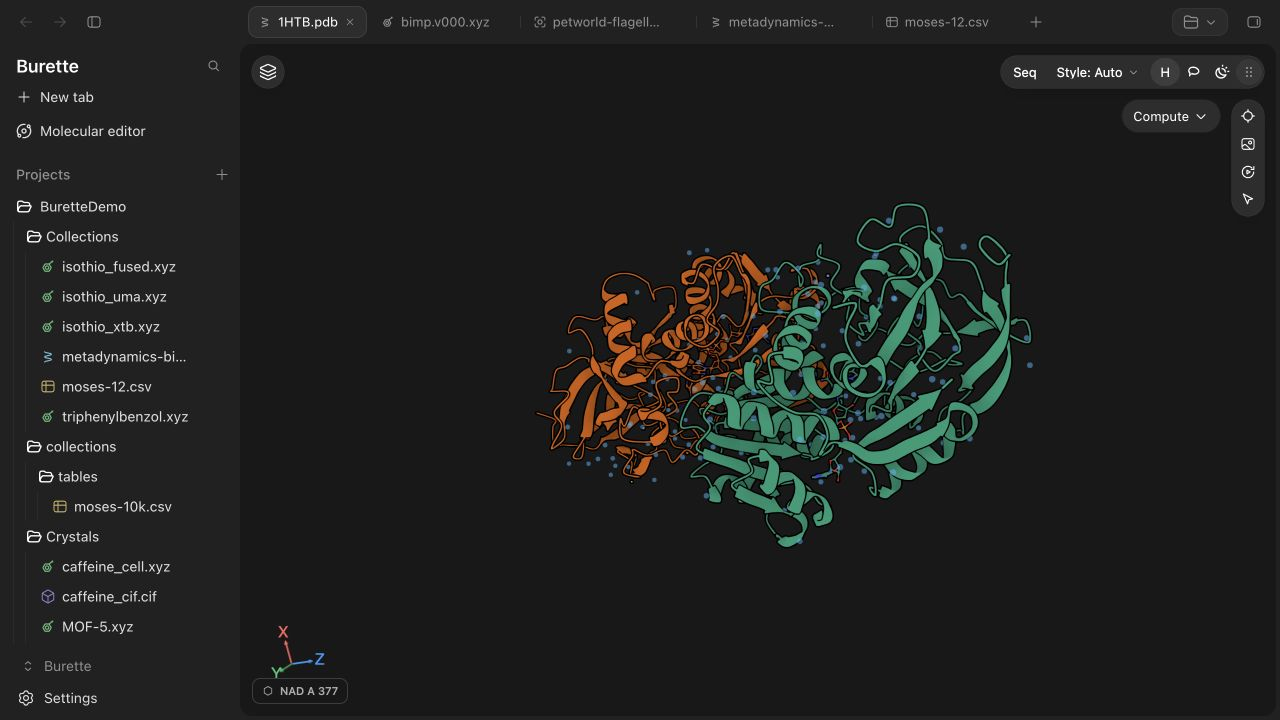 1HTB.pdb
bimp.v000.xyz
petworld-flagell...
metadynamics-...
moses-12.csv
Burette
New tab
Molecular editor
Projects
BuretteDemo
Collections
isothio_fused.xyz
isothio_uma.xyz
isothio_xtb.xyz
metadynamics-bi...
moses-12.csv
triphenylbenzol.xyz
collections
tables
moses-10k.csv
Crystals
caffeine_cell.xyz
caffeine_cif.cif
MOF-5.xyz
Burette
Settings
Seq
Style: Auto
H
Compute
X
Y
Z
NAD A 377